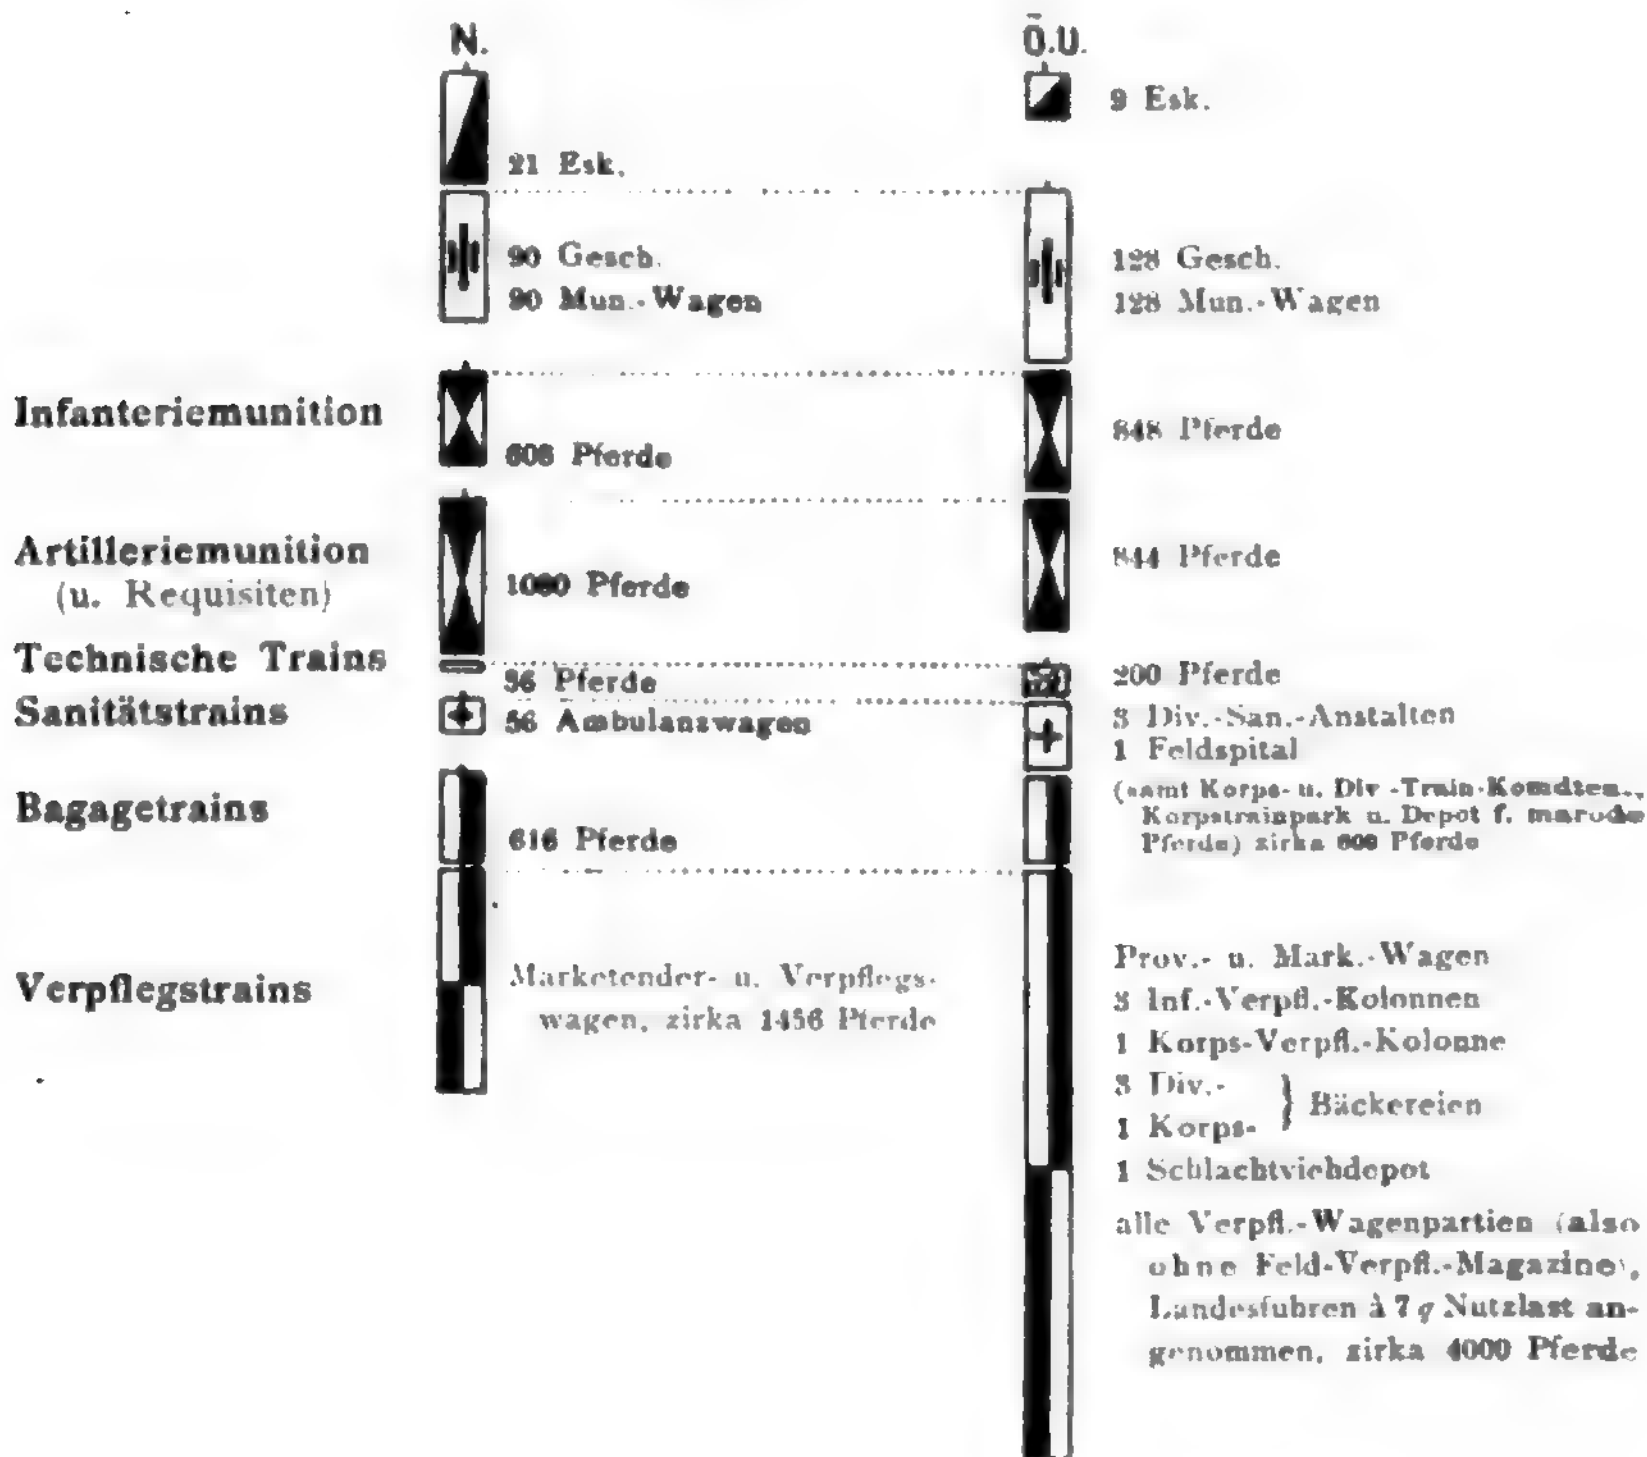 N.
Ö.U.
9 Esk.
21 Esk.
90 Gesch.
90 Mun.-Wagen
128 Gesch.
128 Mun.-Wagen
Infanteriemunition
608 Pferde
848 Pferde
Artilleriemunition
(u. Requisiten)
1080 Pferde
844 Pferde
Technische Trains
36 Pferde
200 Pferde
Sanitätstrains
56 Ambulanswagen
3 Div.-San.-Anstalten
1 Feldspital
Bagagetrains
616 Pferde
(samt Korps- u. Div.-Train-Komdten.,
Korpstrainpark u. Depot f. marode
Pferde) zirka 600 Pferde
Verpflegstrains
Marketender- u. Verpflegs-
wagen, zirka 1456 Pferde
Prov.- u. Mark.-Wagen
3 Inf.-Verpfl.-Kolonnen
1 Korps-Verpfl.-Kolonne
3 Div.-
1 Korps-
} Bäckereien
1 Schlachtviehdepot
alle Verpfl.-Wagenpartien (also
ohne Feld-Verpfl.-Magazine),
Landesfuhren à 7 q Nutzlast an-
genommen, zirka 4000 Pferde